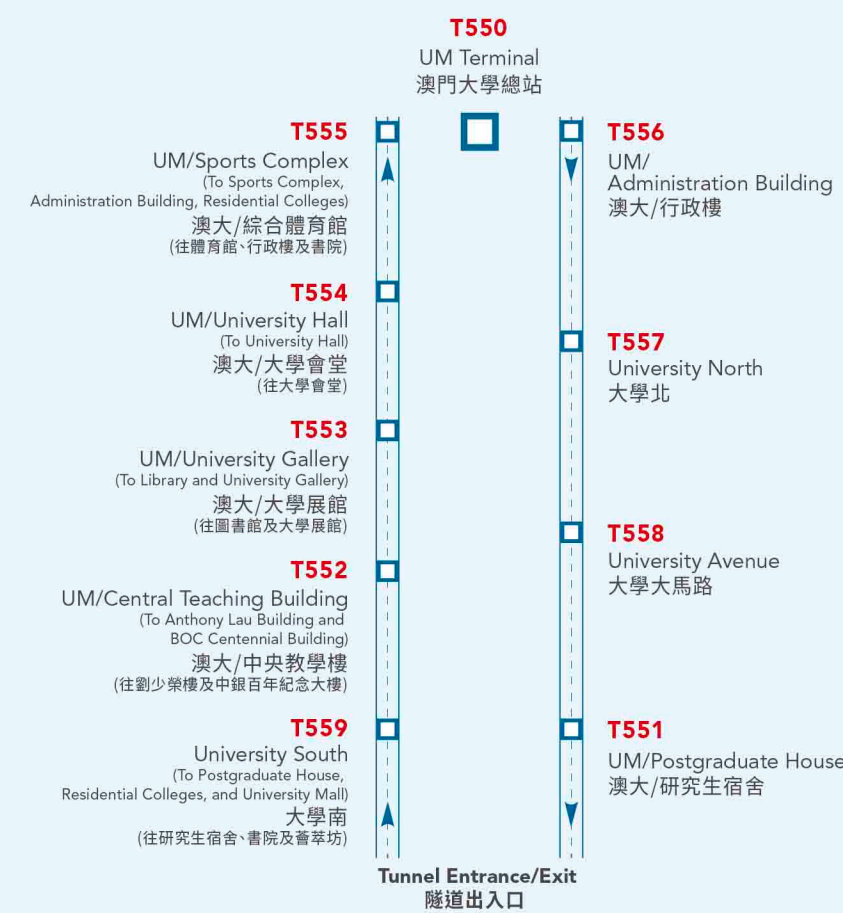 T550
UM Terminal
澳門大學總站
T555
UM/Sports Complex
(To Sports Complex,
Administration Building, Residential Colleges)
澳大/綜合體育館
(往體育館、行政樓及書院)
T554
UM/University Hall
(To University Hall)
澳大/大學會堂
(往大學會堂)
T553
UM/University Gallery
(To Library and University Gallery)
澳大/大學展館
(往圖書館及大學展館)
T552
UM/Central Teaching Building
(To Anthony Lau Building and
BOC Centennial Building)
澳大/中央教學樓
(往劉少榮樓及中銀百年紀念大樓)
T559
University South
(To Postgraduate House,
Residential Colleges, and University Mall)
大學南
(往研究生宿舍、書院及薈萃坊)
T556
UM/
Administration Building
澳大/行政樓
T557
University North
大學北
T558
University Avenue
大學大馬路
T551
UM/Postgraduate House
澳大/研究生宿舍
Tunnel Entrance/Exit
隧道出入口